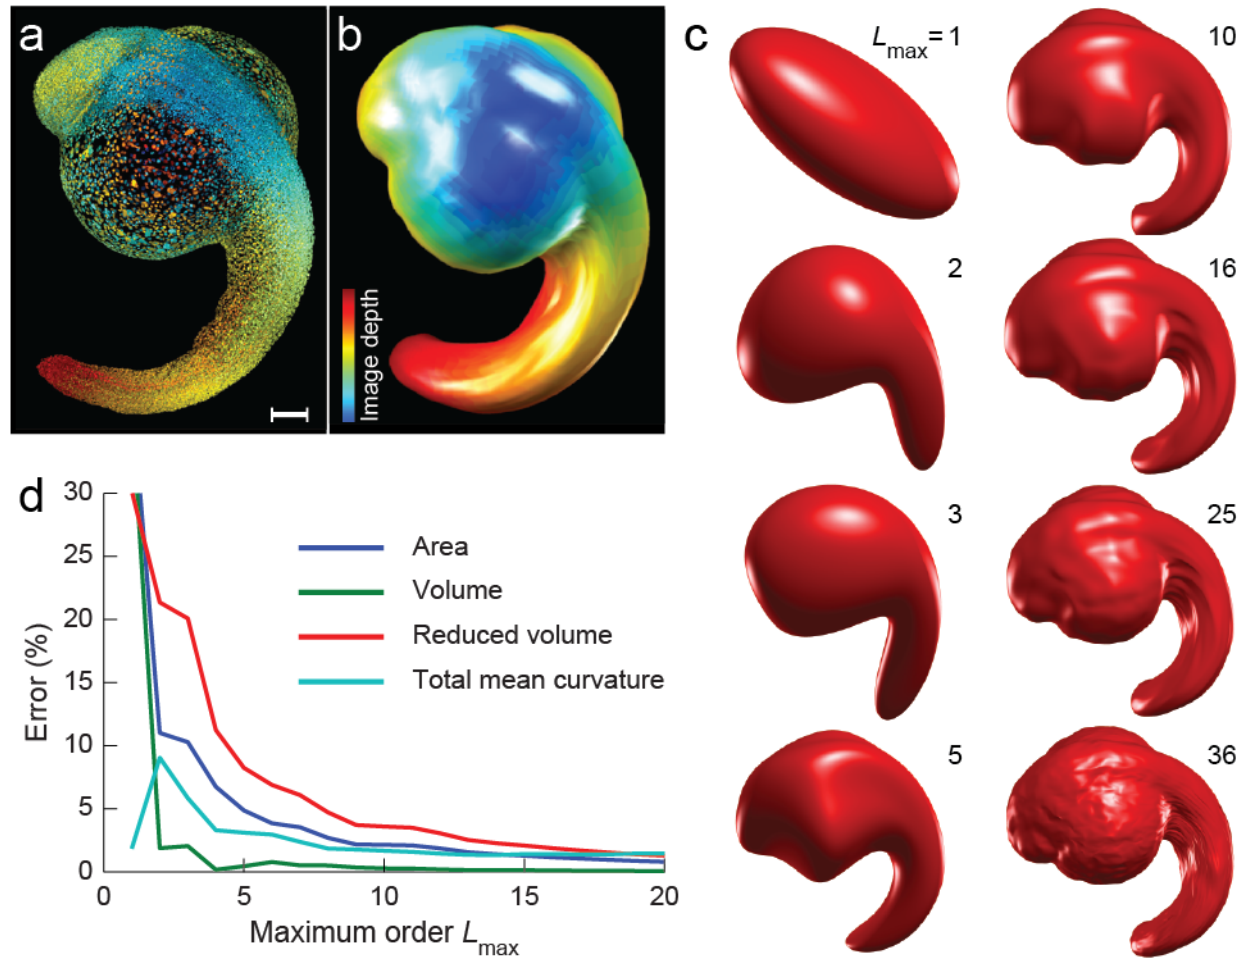 a
b
Image depth
c
Lmax = 1
10
2
16
3
25
5
36
d
30
25
20
15
10
5
0
Error (%)
Area
Volume
Reduced volume
Total mean curvature
0
5
10
15
20
Maximum order Lmax